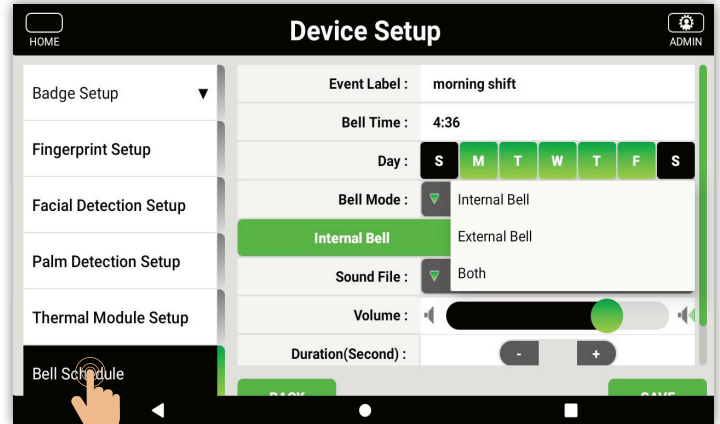 Device Setup
HOME
ADMIN
Badge Setup
Fingerprint Setup
Facial Detection Setup
Palm Detection Setup
Thermal Module Setup
Bell Schedule
Event Label : morning shift
Bell Time : 4:36
Day : S M T W T F S
Bell Mode :
Internal Bell
External Bell
Both
Internal Bell
Sound File :
Volume :
Duration(Second) : - +
BACK
SAVE